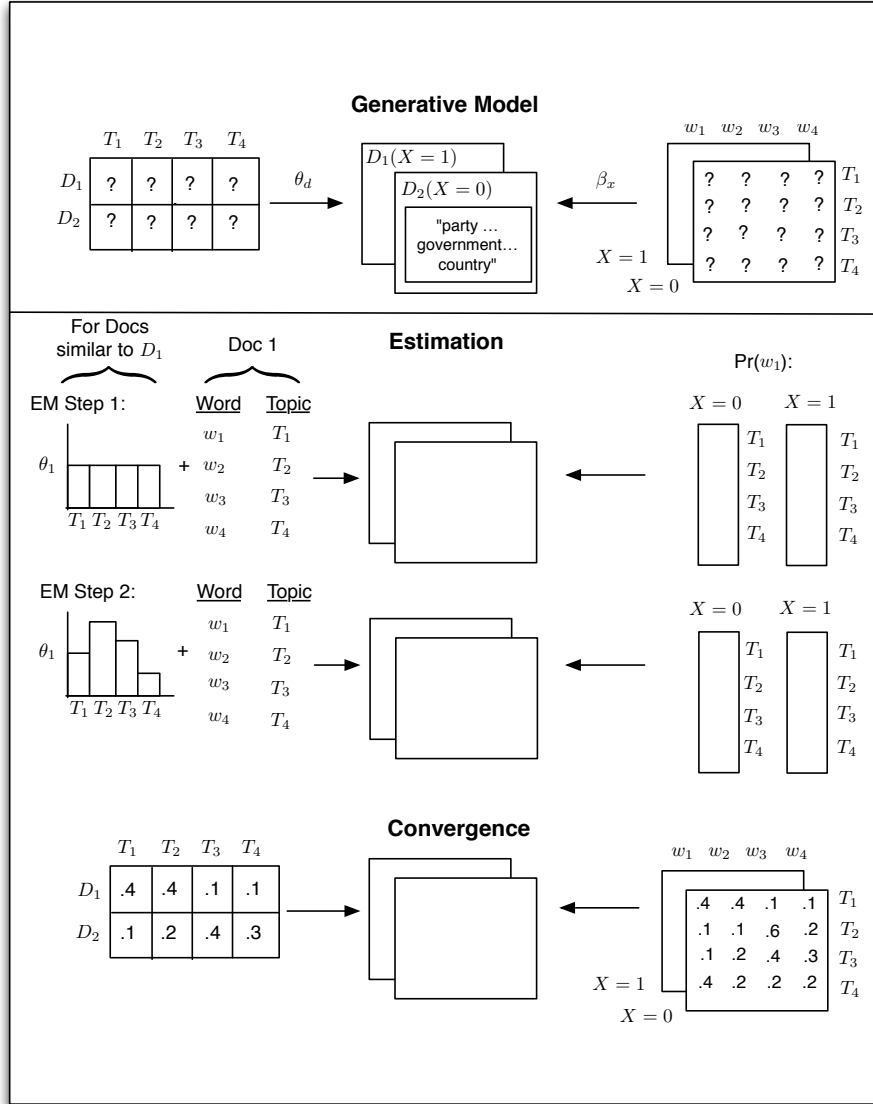 Generative Model
T₁ T₂ T₃ T₄
w₁ w₂ w₃ w₄
D₁ ? ? ? ?
D₂ ? ? ? ?
θ_d
D₁(X = 1)
D₂(X = 0)
"party ...
government...
country"
β_x
? ? ? ? T₁
? ? ? ? T₂
? ? ? ? T₃
? ? ? ? T₄
X = 1
X = 0
Estimation
For Docs
similar to D₁
Doc 1
Pr(w₁):
EM Step 1:
Word Topic
θ₁
T₁ T₂ T₃ T₄
+
w₁ T₁
w₂ T₂
w₃ T₃
w₄ T₄
X = 0 X = 1
T₁ T₁
T₂ T₂
T₃ T₃
T₄ T₄
EM Step 2:
Word Topic
θ₁
T₁ T₂ T₃ T₄
+
w₁ T₁
w₂ T₂
w₃ T₃
w₄ T₄
X = 0 X = 1
T₁ T₁
T₂ T₂
T₃ T₃
T₄ T₄
Convergence
T₁ T₂ T₃ T₄
D₁ .4 .4 .1 .1
D₂ .1 .2 .4 .3
w₁ w₂ w₃ w₄
.4 .4 .1 .1 T₁
.1 .1 .6 .2 T₂
.1 .2 .4 .3 T₃
.4 .2 .2 .2 T₄
X = 1
X = 0